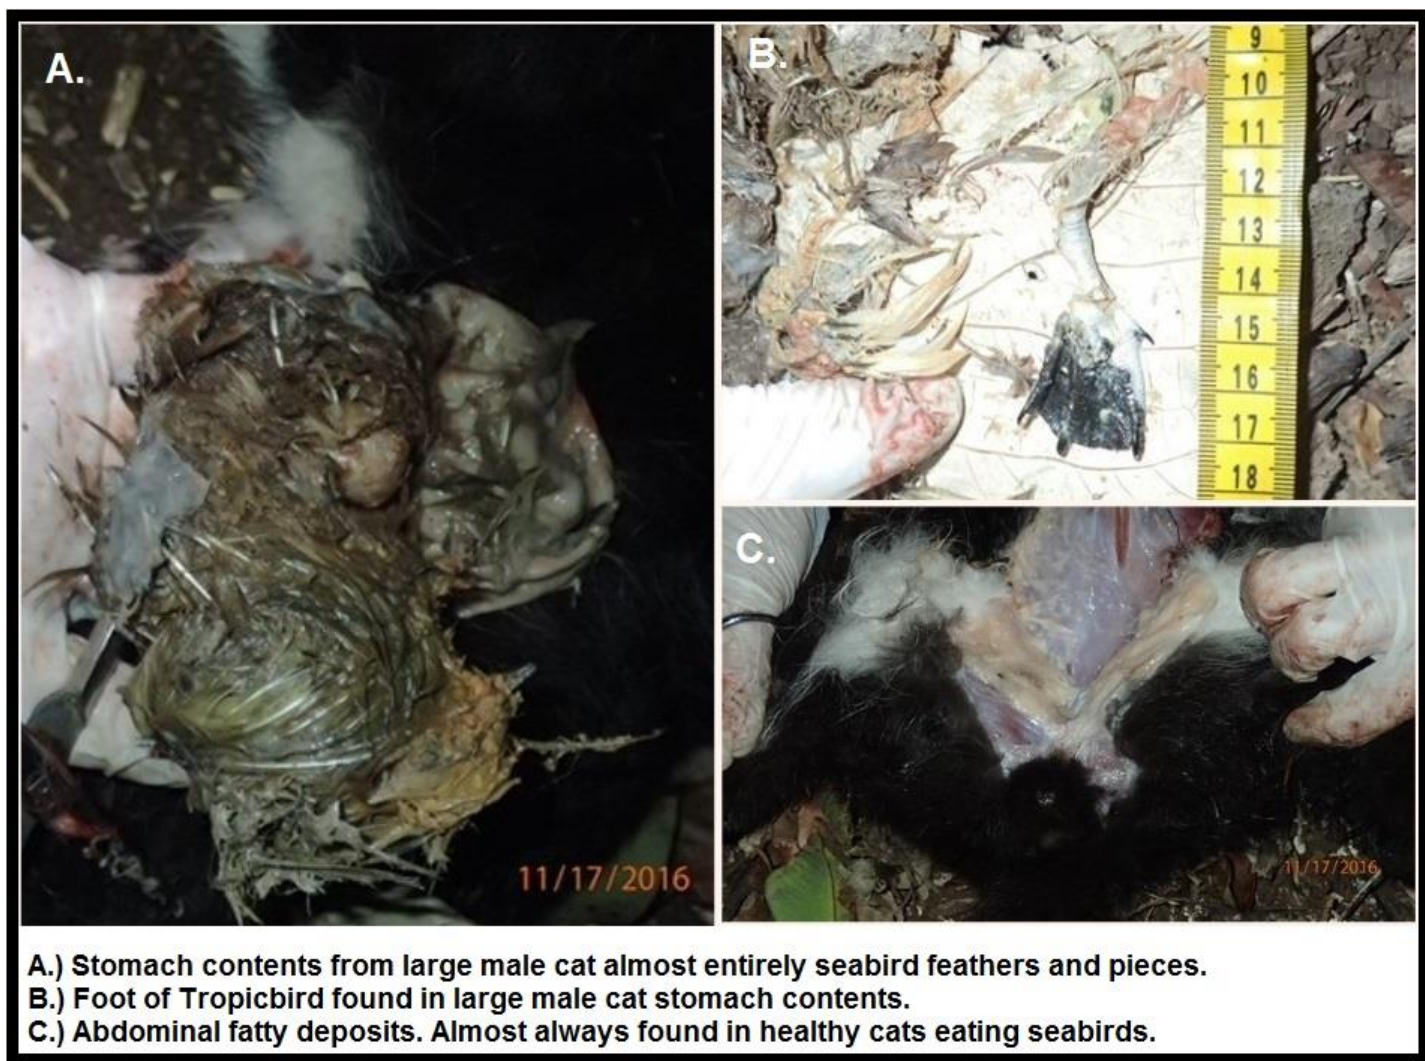 A.
11/17/2016
B.
9
10
11
12
13
14
15
16
17
18
C.
11/17/2016
A.) Stomach contents from large male cat almost entirely seabird feathers and pieces.
B.) Foot of Tropicbird found in large male cat stomach contents.
C.) Abdominal fatty deposits. Almost always found in healthy cats eating seabirds.